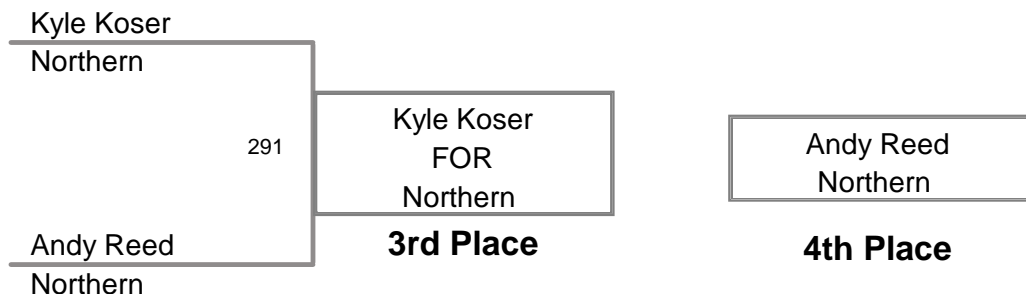 Kyle Koser
Northern
291
Kyle Koser
FOR
Northern
3rd Place
Andy Reed
Northern
4th Place
Andy Reed
Northern